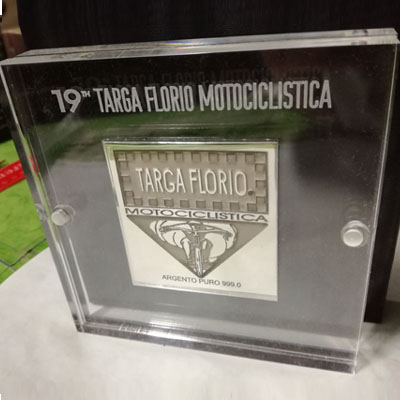 19TH TARGA FLORIO MOTOCICLISTICA
TARGA FLORIO
MOTOCICLISTICA
ARGENTO PURO 999.0